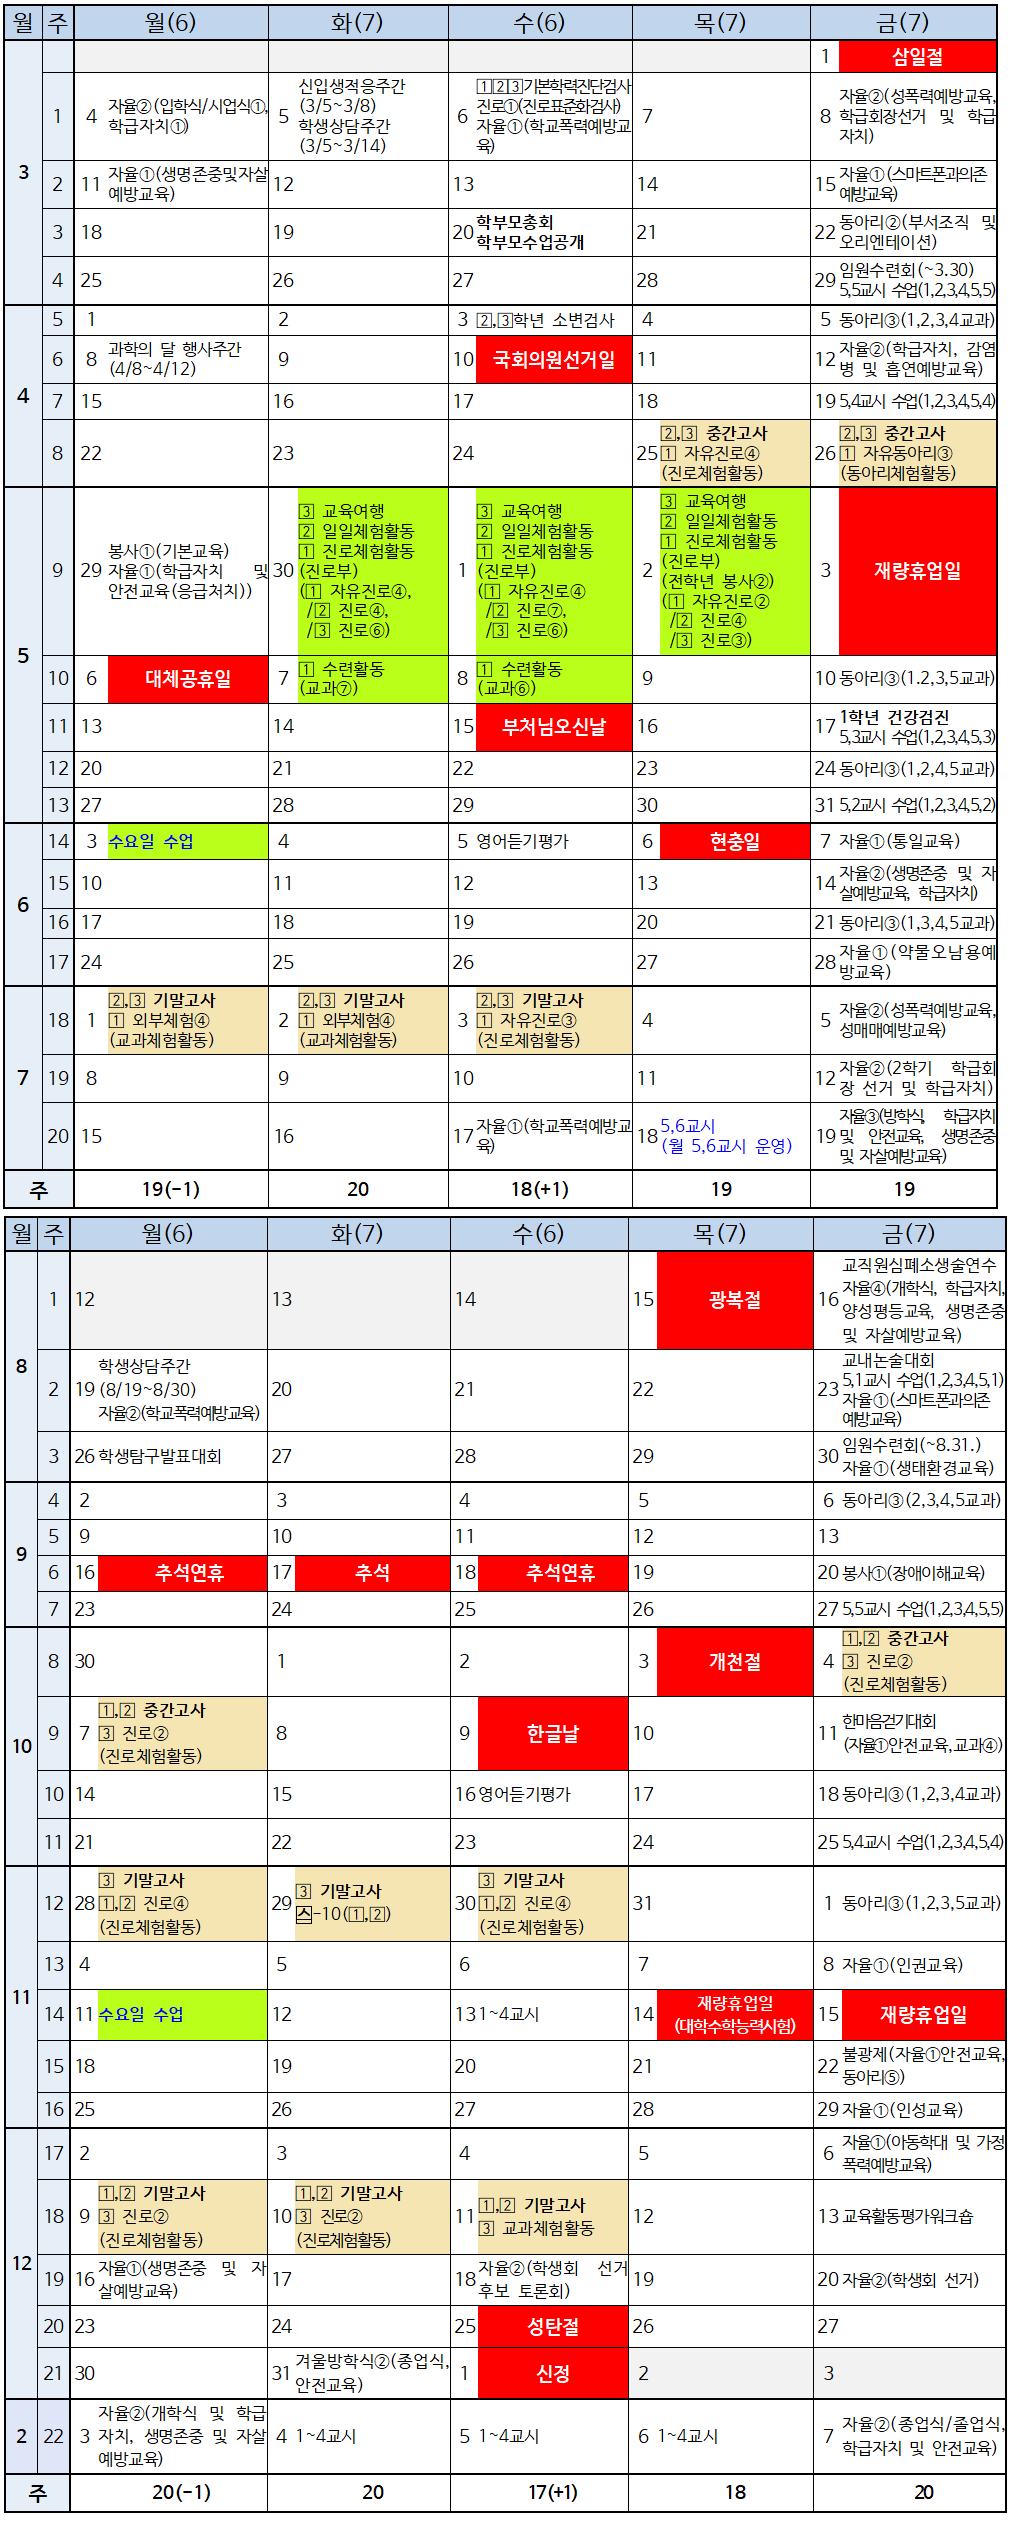 월 주 월(6) 화(7) 수(6) 목(7) 금(7)
3
1 삼일절
1
4 자율②(입학식/시업식①,
학급자치①)
5 신입생적응주간
(3/5~3/8)
학생상담주간
(3/5~3/14)
6 1 2 3 기본학력진단검사
진로①(진로표준화검사)
자율①(학교폭력예방교
육)
7
8 자율②(성폭력예방교육,
학급회장선거 및 학급
자치)
2
11 자율①(생명존중및자살
예방교육)
12
13
14
15 자율①(스마트폰과의존
예방교육)
3
18
19
20 학부모총회
학부모수업공개
21
22 동아리②(부서조직 및
오리엔테이션)
4
25
26
27
28
29 임원수련회(~3.30)
5,5교시 수업(1,2,3,4,5,5)
4
5
1
2
3 2,3학년 소변검사
4
5 동아리③(1,2,3,4교과)
6
8 과학의 달 행사주간
(4/8~4/12)
9
10 국회의원선거일
11
12 자율②(학급자치, 감염
병 및 흡연예방교육)
7
15
16
17
18
19 5,4교시 수업(1,2,3,4,5,4)
8
22
23
24
25 2,3 중간고사
1 자유진로④
(진로체험활동)
26 2,3 중간고사
1 자유동아리③
(동아리체험활동)
5
9
29 봉사①(기본교육)
자율①(학급자치 및
안전교육(응급처치))
30 3 교육여행
2 일일체험활동
1 진로체험활동
(진로부)
(1 자유진로④,
/2 진로④,
/3 진로⑥)
1 3 교육여행
2 일일체험활동
1 진로체험활동
(진로부)
(1 자유진로④
/2 진로⑦,
/3 진로⑥)
2 3 교육여행
2 일일체험활동
1 진로체험활동
(진로부)
(전학년 봉사②)
(1 자유진로②
/2 진로④
/3 진로③)
3 재량휴업일
10
6 대체공휴일
7 1 수련활동
(교과⑦)
8 1 수련활동
(교과⑥)
9
10 동아리③(1.2,3,5교과)
11
13
14
15 부처님오신날
16
17 1학년 건강검진
5,3교시 수업(1,2,3,4,5,3)
12
20
21
22
23
24 동아리③(1,2,4,5교과)
13
27
28
29
30
31 5,2교시 수업(1,2,3,4,5,2)
6
14
3 수요일 수업
4
5 영어듣기평가
6 현충일
7 자율①(통일교육)
15
10
11
12
13
14 자율②(생명존중 및 자
살예방교육, 학급자치)
16
17
18
19
20
21 동아리③(1,3,4,5교과)
17
24
25
26
27
28 자율①(약물오남용예
방교육)
7
18
1 2,3 기말고사
1 외부체험④
(교과체험활동)
2 2,3 기말고사
1 외부체험④
(교과체험활동)
3 2,3 기말고사
1 자유진로③
(진로체험활동)
4
5 자율②(성폭력예방교육,
성매매예방교육)
19
8
9
10
11
12 자율②(2학기 학급회
장 선거 및 학급자치)
20
15
16
17 자율①(학교폭력예방교
육)
18 5,6교시
(월 5,6교시 운영)
19 자율③(방학식, 학급자치
및 안전교육, 생명존중
및 자살예방교육)
주 19(-1) 20 18(+1) 19 19
월 주 월(6) 화(7) 수(6) 목(7) 금(7)
8
1
12
13
14
15 광복절
16 교직원심폐소생술연수
자율④(개학식, 학급자치,
양성평등교육, 생명존중
및 자살예방교육)
2
19 학생상담주간
(8/19~8/30)
자율②(학교폭력예방교육)
20
21
22
23 교내논술대회
5,1교시 수업(1,2,3,4,5,1)
자율①(스마트폰과의존
예방교육)
3
26 학생탐구발표대회
27
28
29
30 임원수련회(~8.31.)
자율①(생태환경교육)
9
4
2
3
4
5
6 동아리③(2,3,4,5교과)
5
9
10
11
12
13
6
16 추석연휴
17 추석
18 추석연휴
19
20 봉사①(장애이해교육)
7
23
24
25
26
27 5,5교시 수업(1,2,3,4,5,5)
10
8
30
1
2
3 개천절
4 1,2 중간고사
3 진로②
(진로체험활동)
9
7 1,2 중간고사
3 진로②
(진로체험활동)
8
9 한글날
10
11 한마음걷기대회
(자율①안전교육,교과④)
10
14
15
16 영어듣기평가
17
18 동아리③(1,2,3,4교과)
11
21
22
23
24
25 5,4교시 수업(1,2,3,4,5,4)
11
12
28 3 기말고사
1,2 진로④
(진로체험활동)
29 3 기말고사
스-10(1,2)
30 3 기말고사
1,2 진로④
(진로체험활동)
31
1 동아리③(1,2,3,5교과)
13
4
5
6
7
8 자율①(인권교육)
14
11 수요일 수업
12
13 1~4교시
14 재량휴업일
(대학수학능력시험)
15 재량휴업일
15
18
19
20
21
22 불광제(자율①안전교육,
동아리⑤)
16
25
26
27
28
29 자율①(인성교육)
12
17
2
3
4
5
6 자율①(아동학대 및 가정
폭력예방교육)
18
9 1,2 기말고사
3 진로②
(진로체험활동)
10 1,2 기말고사
3 진로②
(진로체험활동)
11 1,2 기말고사
3 교과체험활동
12
13 교육활동평가워크숍
19
16 자율①(생명존중 및 자
살예방교육)
17
18 자율②(학생회 선거
후보 토론회)
19
20 자율②(학생회 선거)
20
23
24
25 성탄절
26
27
21
30
31 겨울방학식②(종업식,
안전교육)
1 신정
2
3
2
22
3 자율②(개학식 및 학급
자치, 생명존중 및 자살
예방교육)
4 1~4교시
5 1~4교시
6 1~4교시
7 자율②(종업식/졸업식,
학급자치 및 안전교육)
주 20(-1) 20 17(+1) 18 20